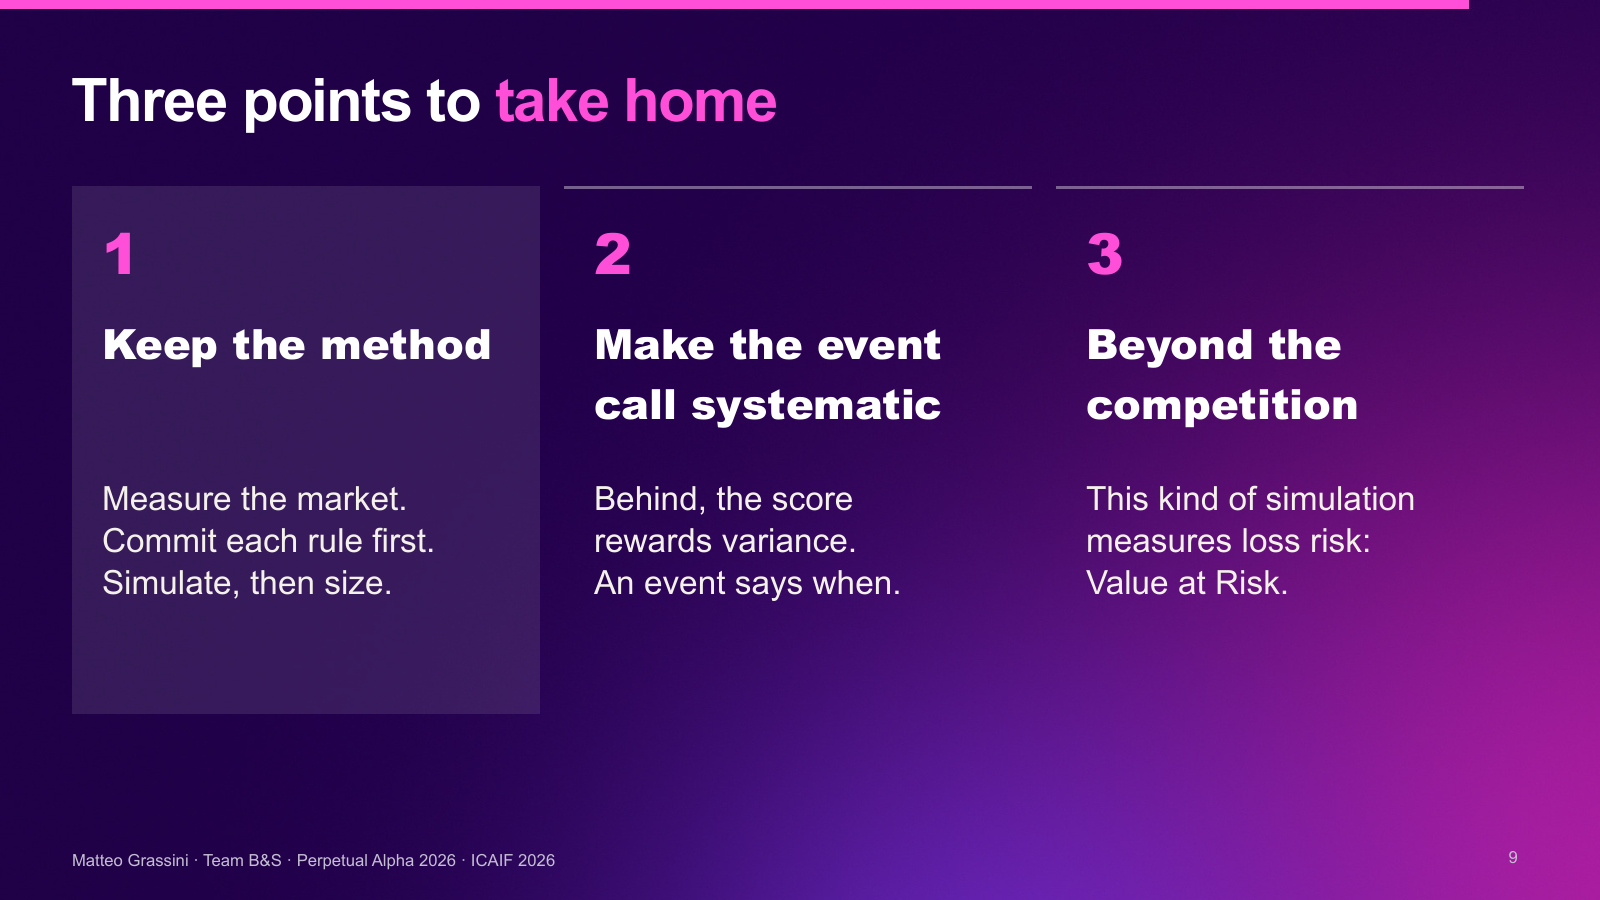 Three points to take home
1
Keep the method
Measure the market.
Commit each rule first.
Simulate, then size.
2
Make the event
call systematic
Behind, the score
rewards variance.
An event says when.
3
Beyond the
competition
This kind of simulation
measures loss risk:
Value at Risk.
Matteo Grassini · Team B&S · Perpetual Alpha 2026 · ICAIF 2026
9